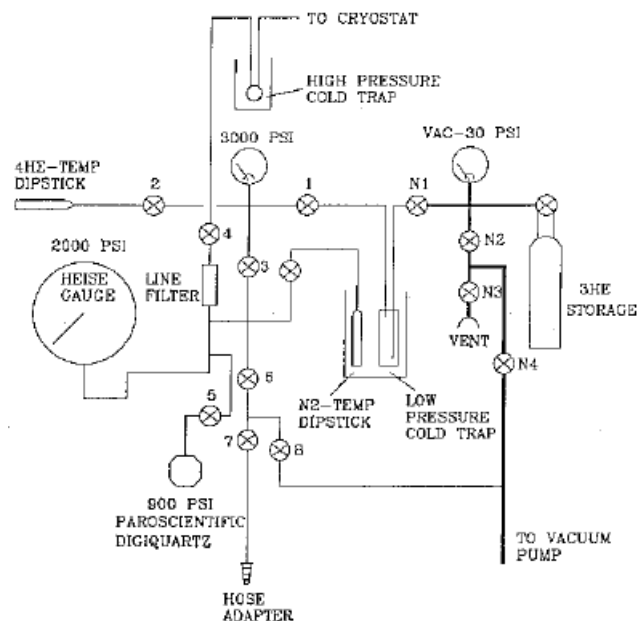 TO CRYOSTAT
HIGH PRESSURE
COLD TRAP
3000 PSI
VAC-30 PSI
4HE-TEMP
DIPSTICK
2
1
N1
4
N2
2000 PSI
HEISE
GAUGE
LINE
FILTER
3
N3
3HE
STORAGE
VENT
N4
6
N2-TEMP
DIPSTICK
LOW
PRESSURE
COLD TRAP
5
7
8
900 PSI
PAROSCIENTIFIC
DIGIQUARTZ
TO VACUUM
PUMP
HOSE
ADAPTER